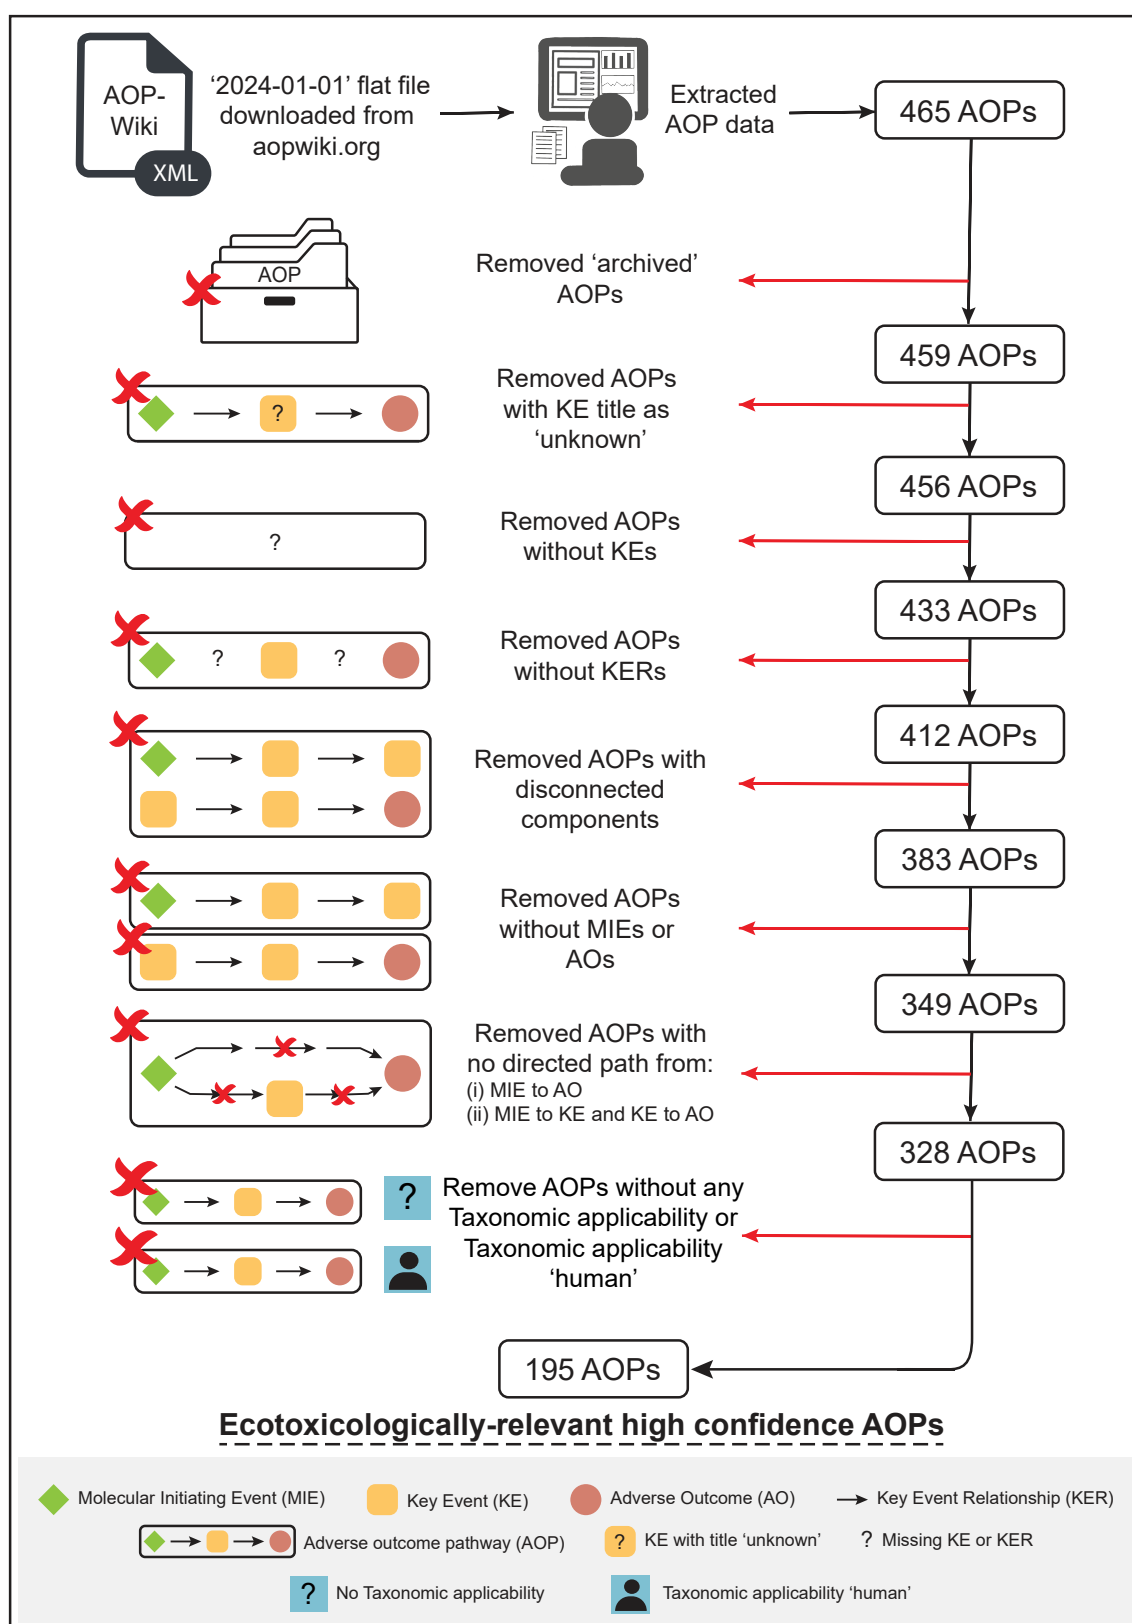 AOP-
Wiki
XML
‘2024-01-01’ flat file
downloaded from
aopwiki.org
Extracted
AOP data
465 AOPs
AOP
Removed ‘archived’
AOPs
459 AOPs
?
Removed AOPs
with KE title as
‘unknown’
456 AOPs
?
Removed AOPs
without KEs
433 AOPs
? ?
Removed AOPs
without KERs
412 AOPs
Removed AOPs with
disconnected
components
383 AOPs
Removed AOPs
without MIEs or
AOs
349 AOPs
Removed AOPs with
no directed path from:
(i) MIE to AO
(ii) MIE to KE and KE to AO
328 AOPs
?
Remove AOPs without any
Taxonomic applicability or
Taxonomic applicability
‘human’
195 AOPs
Ecotoxicologically-relevant high confidence AOPs
Molecular Initiating Event (MIE)
Key Event (KE)
Adverse Outcome (AO)
Key Event Relationship (KER)
Adverse outcome pathway (AOP)
?
KE with title ‘unknown’
? Missing KE or KER
?
No Taxonomic applicability
Taxonomic applicability ‘human’